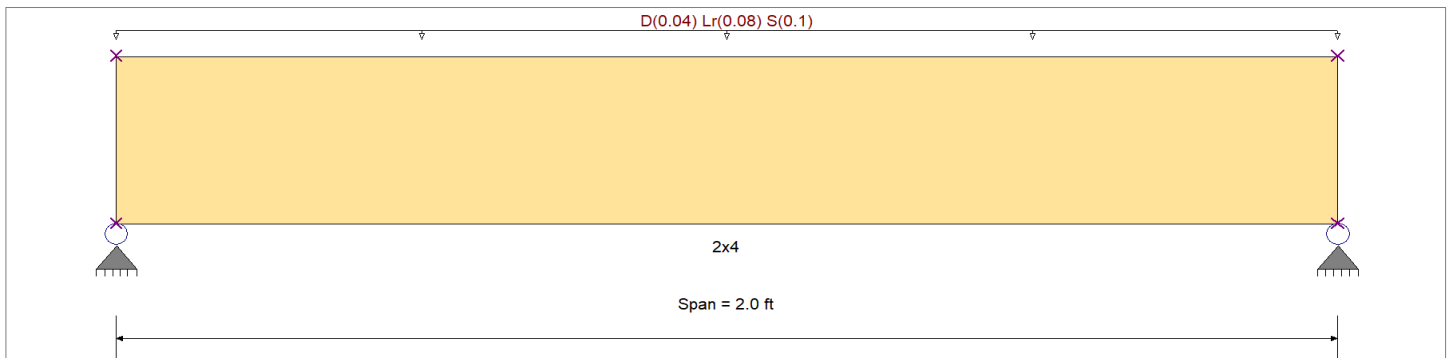 D(0.04) Lr(0.08) S(0.1)
2x4
Span = 2.0 ft